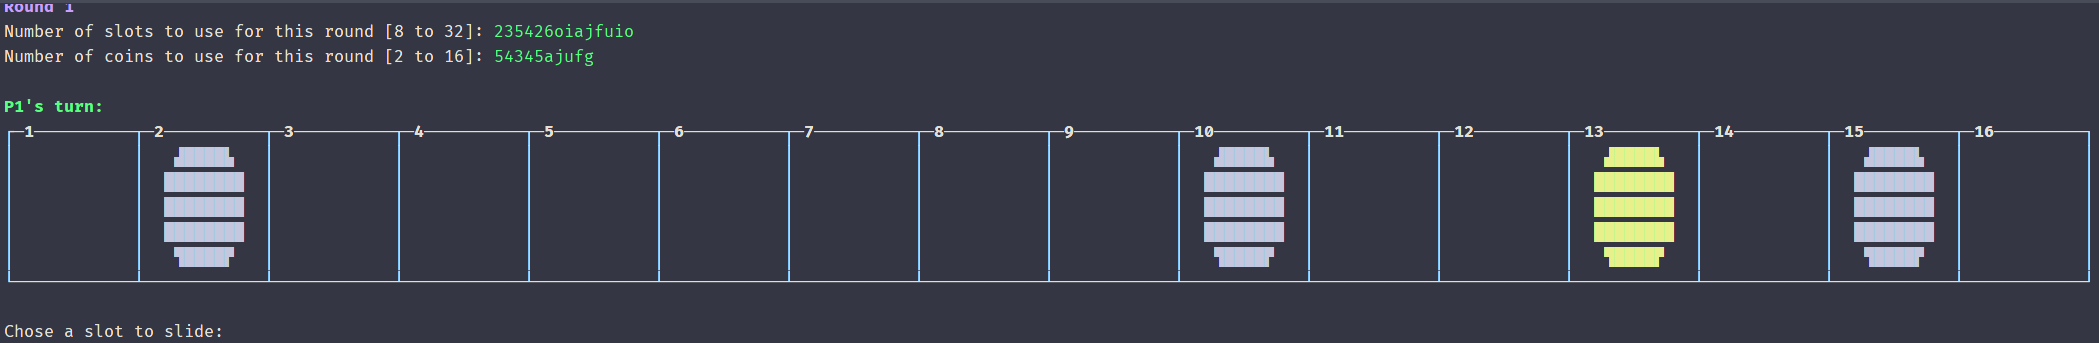 Round 1
Number of slots to use for this round [8 to 32]: 235426oiajfuio
Number of coins to use for this round [2 to 16]: 54345ajufg
P1's turn:
1 2 3 4 5 6 7 8 9 10 11 12 13 14 15 16
Chose a slot to slide: